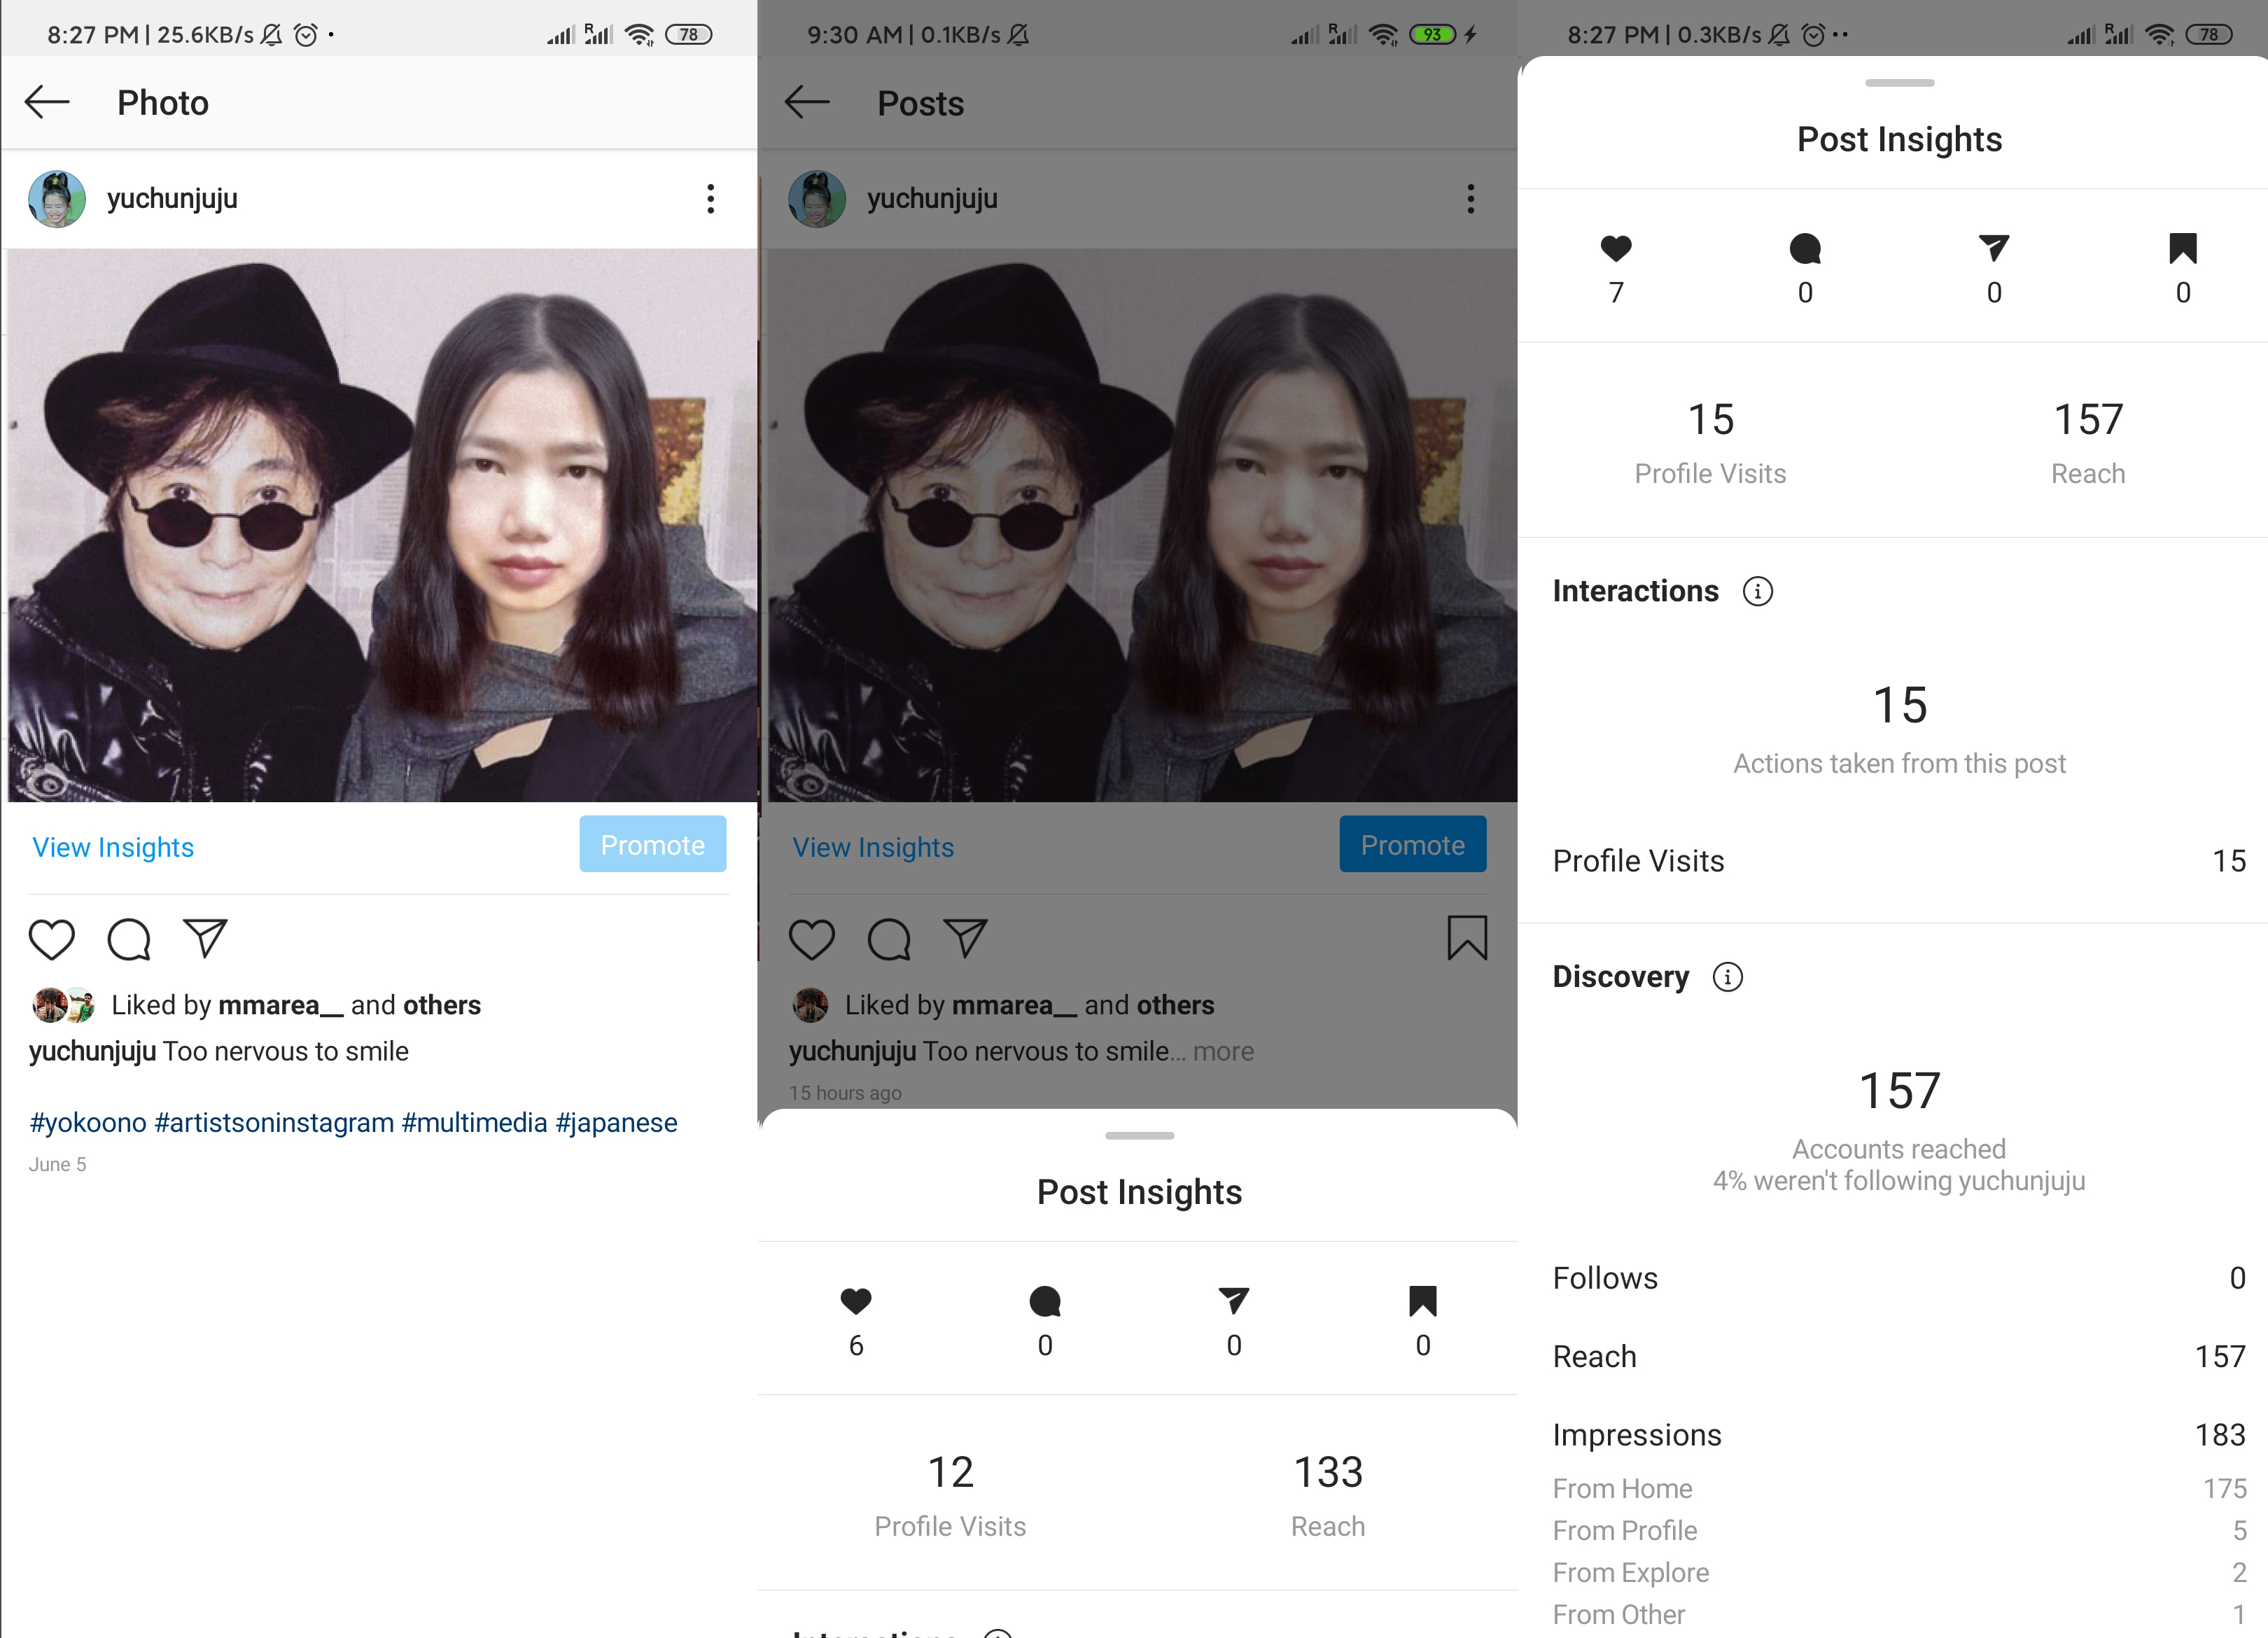 8:27 PM | 25.6KB/s
R
78
Photo
yuchunjuju
View Insights
Promote
Liked by mmarea__ and others
yuchunjuju Too nervous to smile
#yokoono #artistsoninstagram #multimedia #japanese
June 5
9:30 AM | 0.1KB/s
R
93
Posts
yuchunjuju
View Insights
Promote
Liked by mmarea__ and others
yuchunjuju Too nervous to smile... more
15 hours ago
Post Insights
6 0 0 0
12 133
Profile Visits Reach
Interactions
8:27 PM | 0.3KB/s
R
78
Post Insights
7 0 0 0
15 157
Profile Visits Reach
Interactions i
15
Actions taken from this post
Profile Visits 15
Discovery i
157
Accounts reached
4% weren't following yuchunjuju
Follows 0
Reach 157
Impressions 183
From Home 175
From Profile 5
From Explore 2
From Other 1